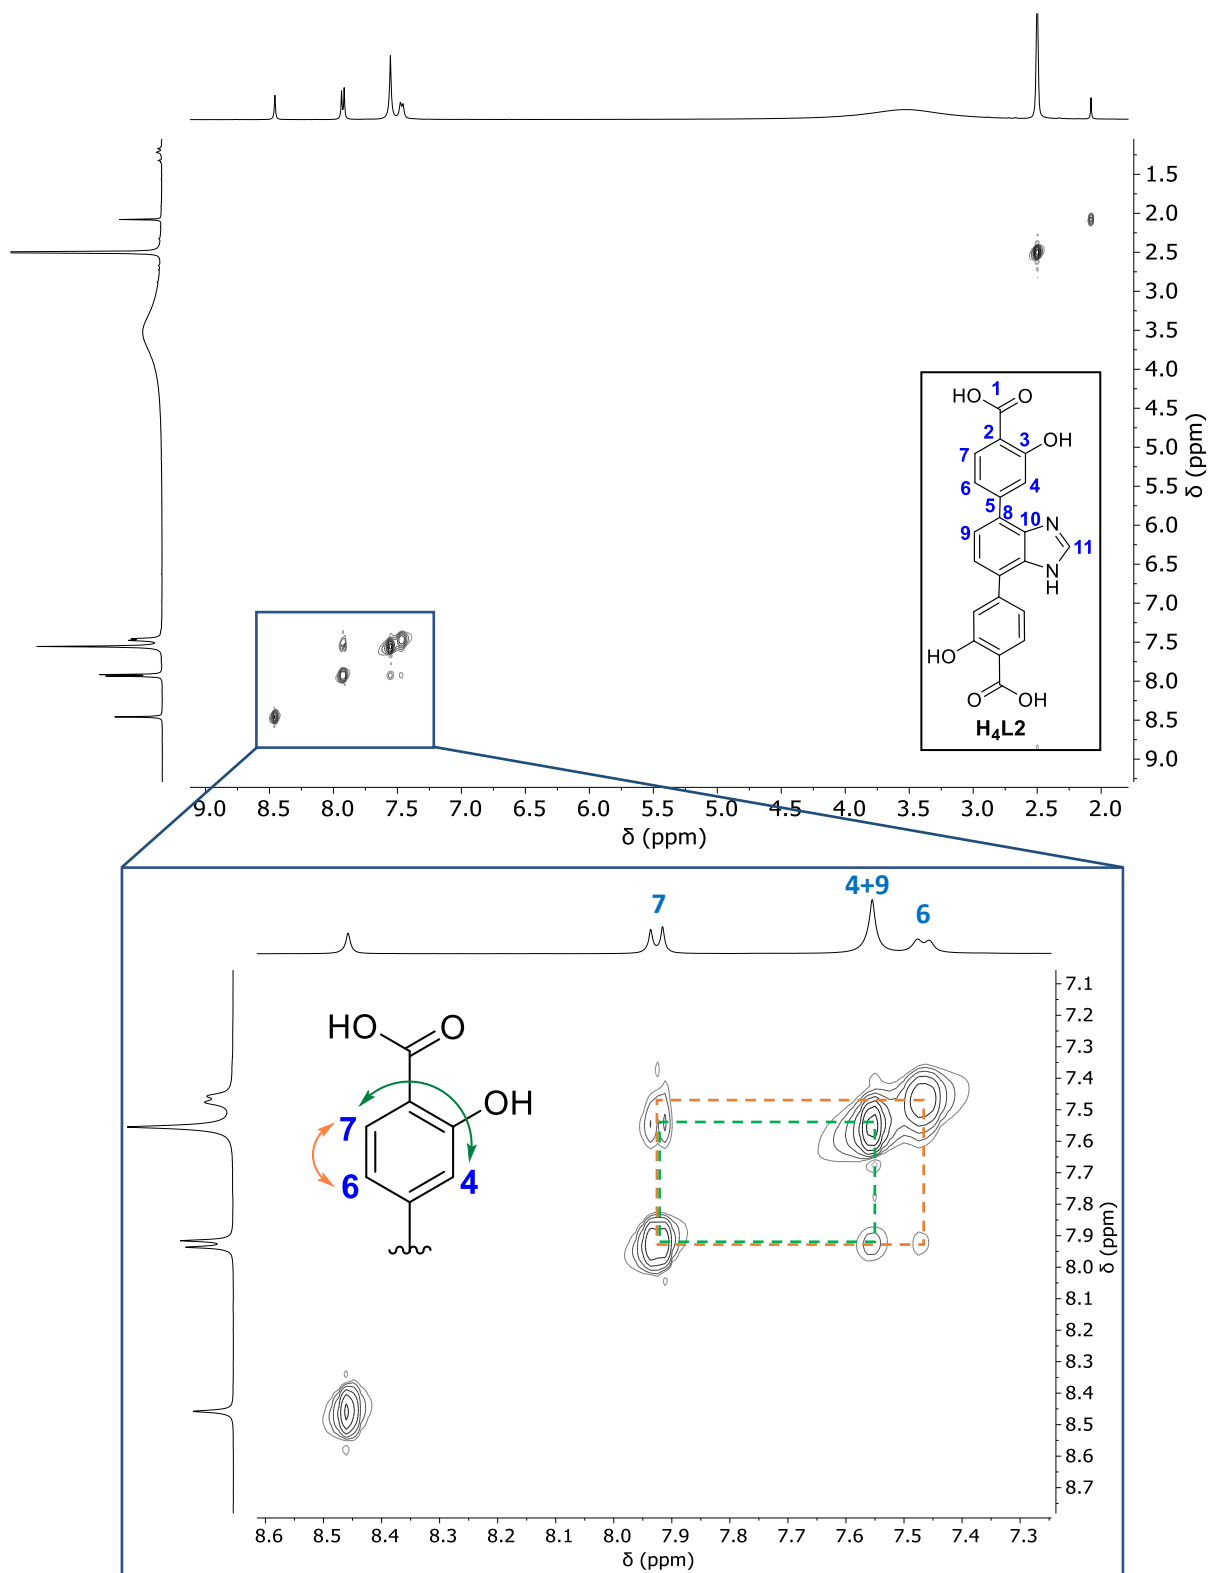 1.5
2.0
2.5
3.0
3.5
4.0
4.5
5.0
5.5
6.0
6.5
7.0
7.5
8.0
8.5
9.0
δ (ppm)
HO 1 O
2 3 OH
7
6 4
5 8 10 N
9 11
N
H
HO
O OH
H₄L2
9.0 8.5 8.0 7.5 7.0 6.5 6.0 5.5 5.0 4.5 4.0 3.5 3.0 2.5 2.0
δ (ppm)
7 4+9 6
HO O
OH
7
6 4
7.1
7.2
7.3
7.4
7.5
7.6
7.7
7.8
7.9
8.0
8.1
8.2
8.3
8.4
8.5
8.6
8.7
δ (ppm)
8.6 8.5 8.4 8.3 8.2 8.1 8.0 7.9 7.8 7.7 7.6 7.5 7.4 7.3
δ (ppm)